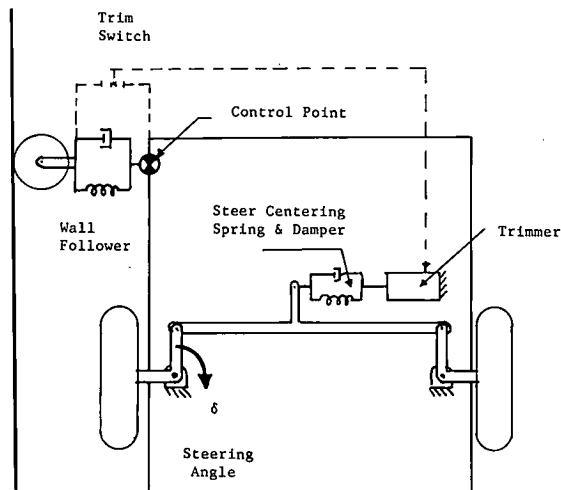 Trim
Switch
Control Point
Wall
Follower
Steer Centering
Spring & Damper
Trimmer
δ
Steering
Angle